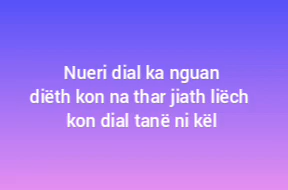 Nueri dial ka nguan
diëth kon na thar jiath liëch
kon dial tanë ni kël